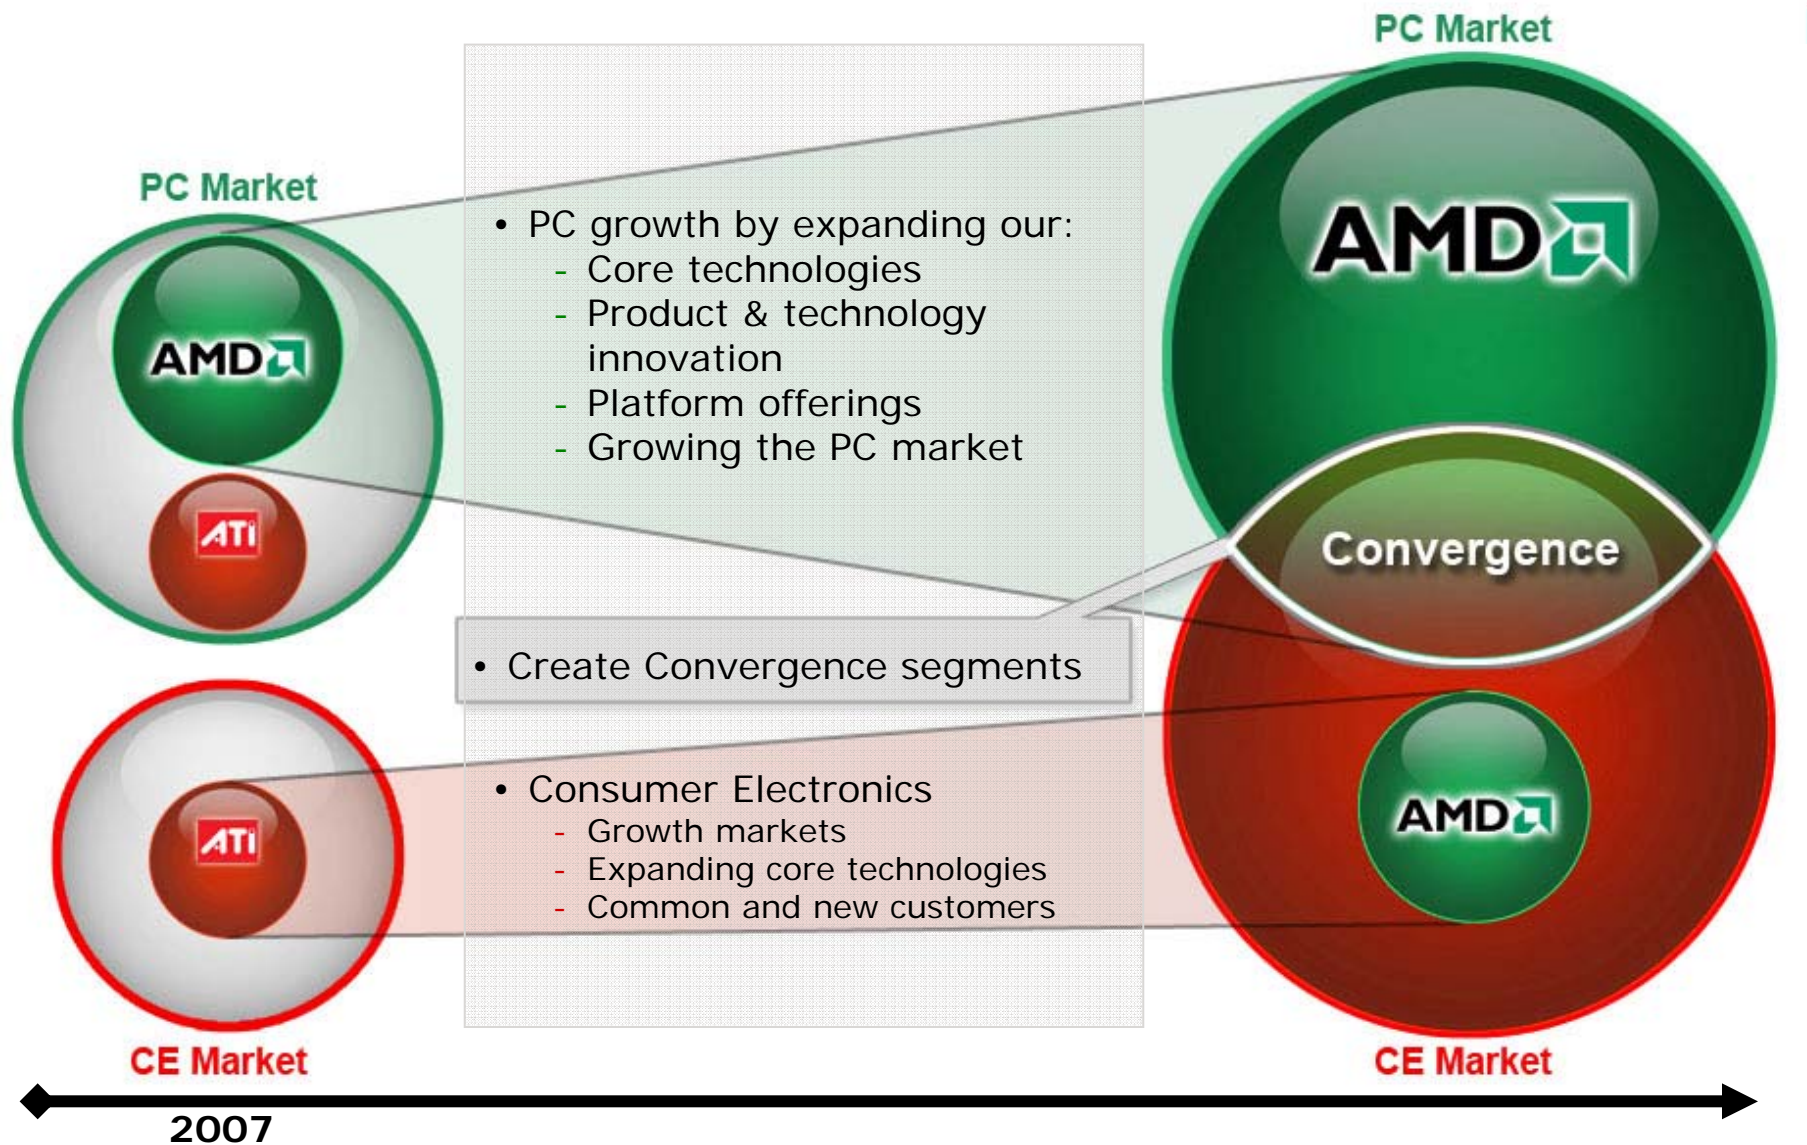 PC Market
AMD
ATI
ATI
CE Market
• PC growth by expanding our:
- Core technologies
- Product & technology
innovation
- Platform offerings
- Growing the PC market
• Create Convergence segments
• Consumer Electronics
- Growth markets
- Expanding core technologies
- Common and new customers
PC Market
AMD
Convergence
AMD
CE Market
2007